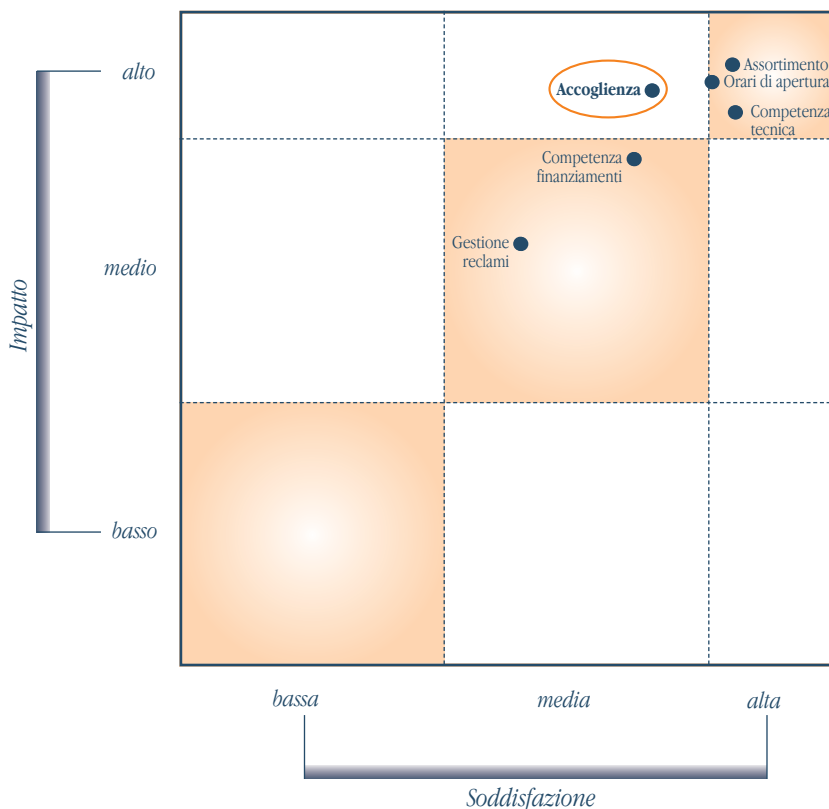 alto
Assortimento
Orari di apertura
Accoglienza
Competenza
tecnica
Competenza
finanziamenti
Gestione
reclami
medio
Impatto
basso
bassa
media
alta
Soddisfazione